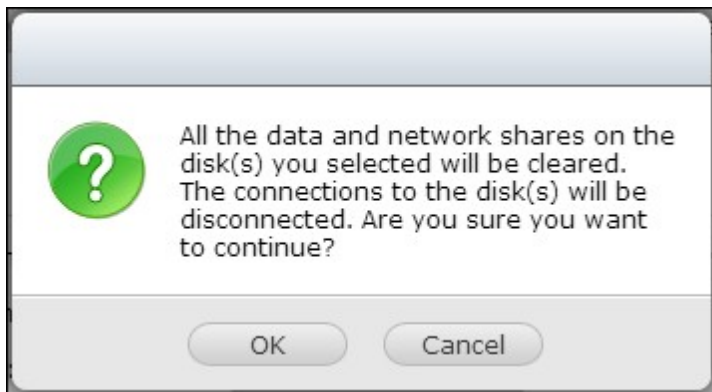 All the data and network shares on the
disk(s) you selected will be cleared.
The connections to the disk(s) will be
disconnected. Are you sure you want
to continue?
OK
Cancel